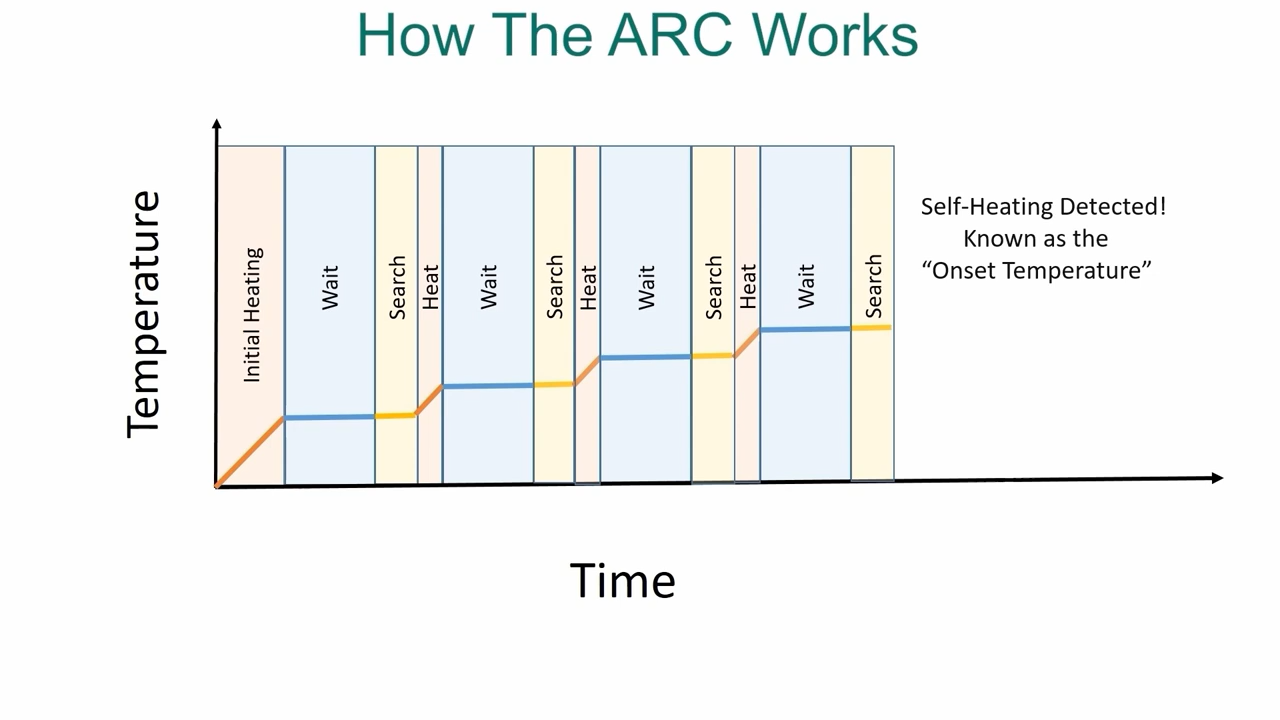 How The ARC Works
Temperature
Initial Heating
Wait
Search
Heat
Wait
Search
Heat
Wait
Search
Heat
Wait
Search
Self-Heating Detected!
Known as the
“Onset Temperature”
Time